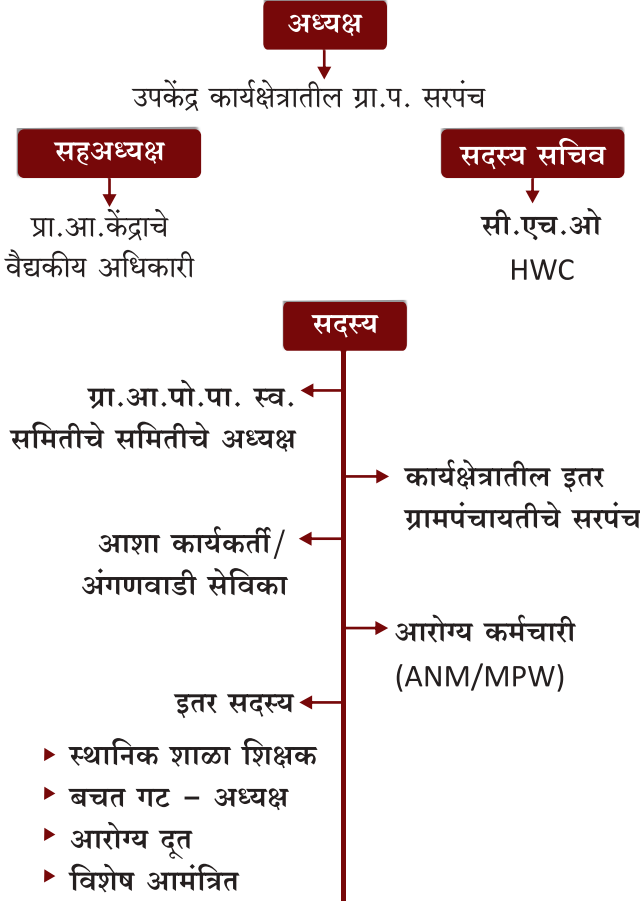 अध्यक्ष
उपकेंद्र कार्यक्षेत्रातील ग्रा.प. सरपंच
सहअध्यक्ष
प्रा.आ.केंद्राचे
वैद्यकीय अधिकारी
सदस्य सचिव
सी.एच.ओ
HWC
सदस्य
ग्रा.आ.पो.पा. स्व.
समितीचे समितीचे अध्यक्ष
कार्यक्षेत्रातील इतर
ग्रामपंचायतीचे सरपंच
आशा कार्यकर्ती/
अंगणवाडी सेविका
आरोग्य कर्मचारी
(ANM/MPW)
इतर सदस्य
स्थानिक शाळा शिक्षक
बचत गट – अध्यक्ष
आरोग्य दूत
विशेष आमंत्रित